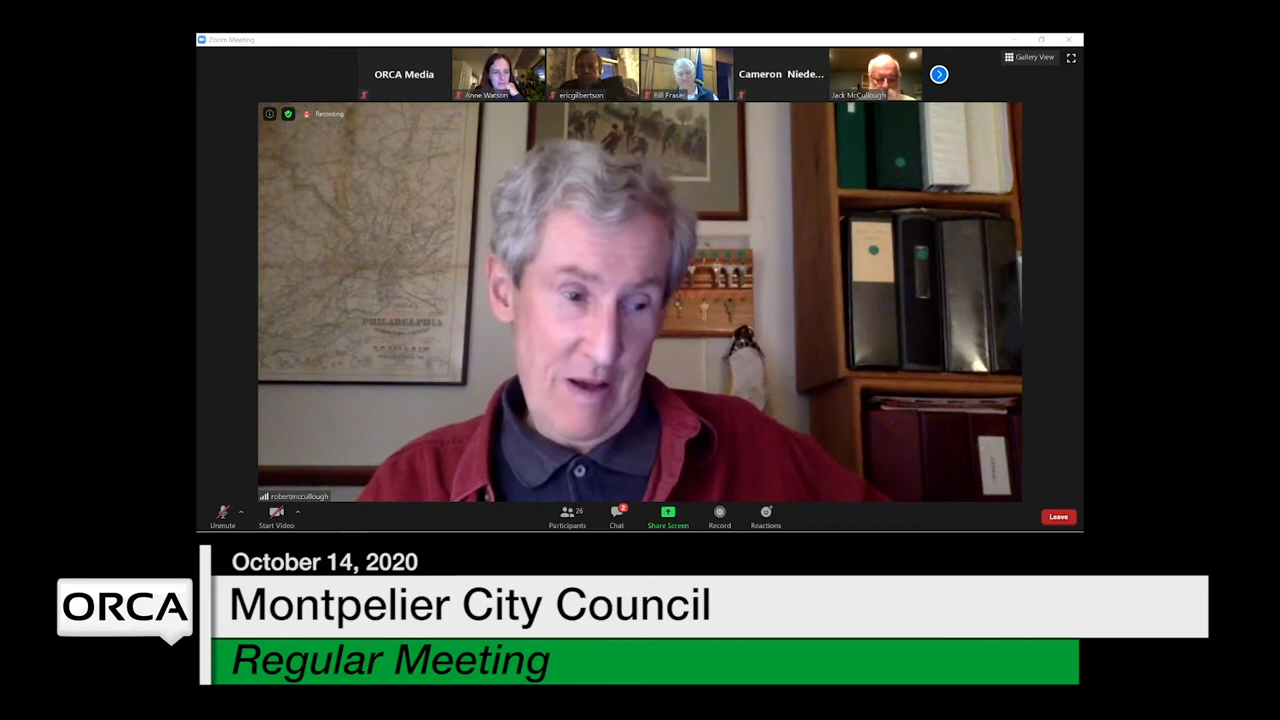 Zoom Meeting
ORCA Media
Anne Watson
ericgilbertson
Bill Fraser
Cameron Niede...
Jack McCullough
Gallery View
Recording
PHILADELPHIA
robertmccullough
Unmute
Start Video
26
Participants
2
Chat
Share Screen
Record
Reactions
Leave
October 14, 2020
ORCA
Montpelier City Council
Regular Meeting